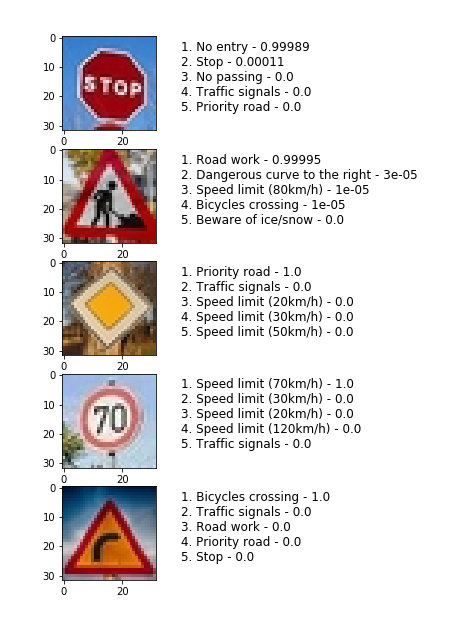 0
10
20
30
0 20
STOP
1. No entry - 0.99989
2. Stop - 0.00011
3. No passing - 0.0
4. Traffic signals - 0.0
5. Priority road - 0.0
0
10
20
30
0 20
1. Road work - 0.99995
2. Dangerous curve to the right - 3e-05
3. Speed limit (80km/h) - 1e-05
4. Bicycles crossing - 1e-05
5. Beware of ice/snow - 0.0
0
10
20
30
0 20
1. Priority road - 1.0
2. Traffic signals - 0.0
3. Speed limit (20km/h) - 0.0
4. Speed limit (30km/h) - 0.0
5. Speed limit (50km/h) - 0.0
0
10
20
30
0 20
70
1. Speed limit (70km/h) - 1.0
2. Speed limit (30km/h) - 0.0
3. Speed limit (20km/h) - 0.0
4. Speed limit (120km/h) - 0.0
5. Traffic signals - 0.0
0
10
20
30
0 20
1. Bicycles crossing - 1.0
2. Traffic signals - 0.0
3. Road work - 0.0
4. Priority road - 0.0
5. Stop - 0.0